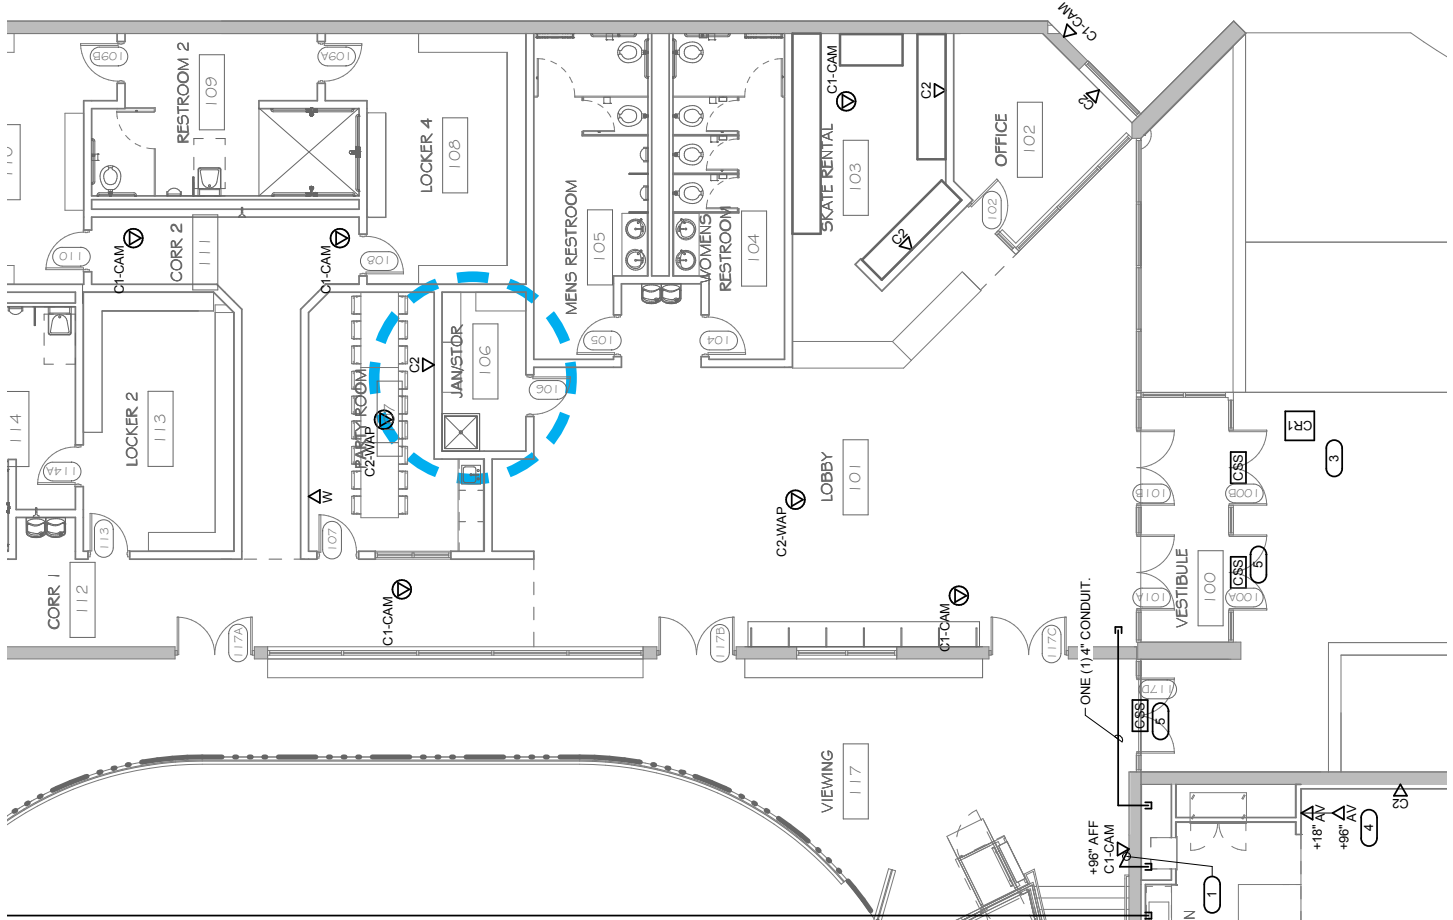 C1-CAM
109B
RESTROOM 2
109
109A
LOCKER 4
108
C1-CAM
SKATE RENTAL
103
C2
C2
OFFICE
102
102
C2
110
C1-CAM
CORR 2
111
C1-CAM
108
MENS RESTROOM
105
WOMENS
RESTROOM
104
105
104
C2
JAN/STOR
106
106
PARTY ROOM
C2-WAP
W
107
114
114A
LOCKER 2
113
113
CORR 1
112
C1-CAM
C2-WAP
LOBBY
101
C1-CAM
101B
100B
CSS
CR1
3
VESTIBULE
100
101A
100A
CSS
5
117A
117B
117C
ONE (1) 4" CONDUIT.
117D
CSS
5
VIEWING
117
+96" AFF
C1-CAM
1
+18" AV
+96" AV
4
C2